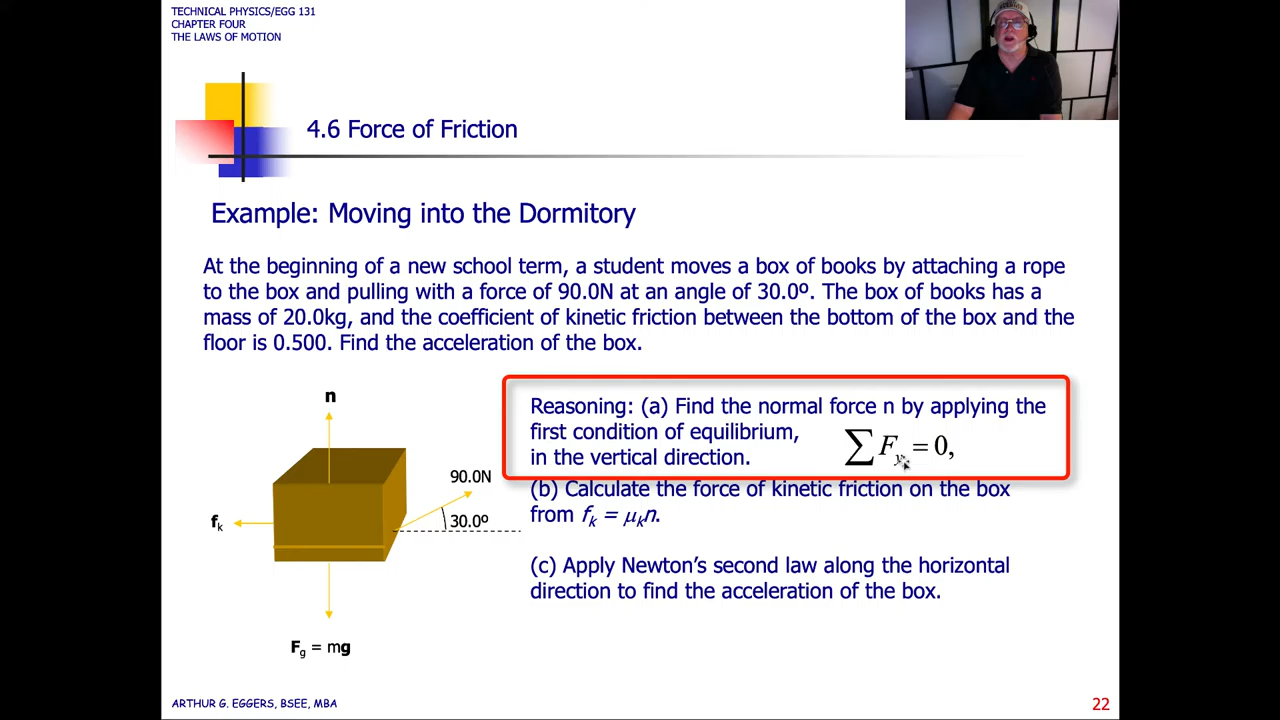 TECHNICAL PHYSICS/EGG 131
CHAPTER FOUR
THE LAWS OF MOTION
4.6 Force of Friction
Example: Moving into the Dormitory
At the beginning of a new school term, a student moves a box of books by attaching a rope
to the box and pulling with a force of 90.0N at an angle of 30.0º. The box of books has a
mass of 20.0kg, and the coefficient of kinetic friction between the bottom of the box and the
floor is 0.500. Find the acceleration of the box.
n
90.0N
30.0º
fk
Fg = mg
Reasoning: (a) Find the normal force n by applying the
first condition of equilibrium,
∑Fy = 0,
in the vertical direction.
(b) Calculate the force of kinetic friction on the box
from fk = μkn.
(c) Apply Newton’s second law along the horizontal
direction to find the acceleration of the box.
ARTHUR G. EGGERS, BSEE, MBA
22